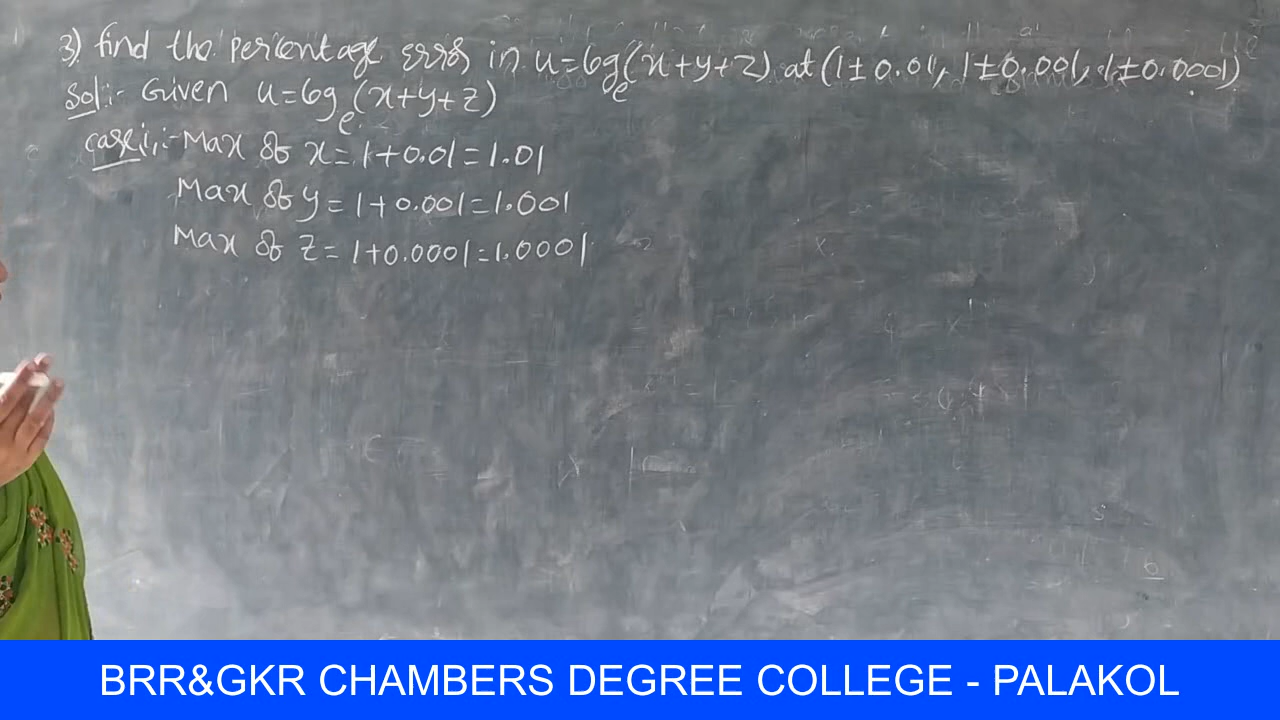 3) find the percentage error in u=log_e(x+y+z) at (1±0.01, 1±0.001, 1±0.0001)
Sol:- Given u=log_e(x+y+z)
case i:- Max of x=1+0.01=1.01
Max of y=1+0.001=1.001
Max of z=1+0.0001=1.0001
BRR&GKR CHAMBERS DEGREE COLLEGE - PALAKOL